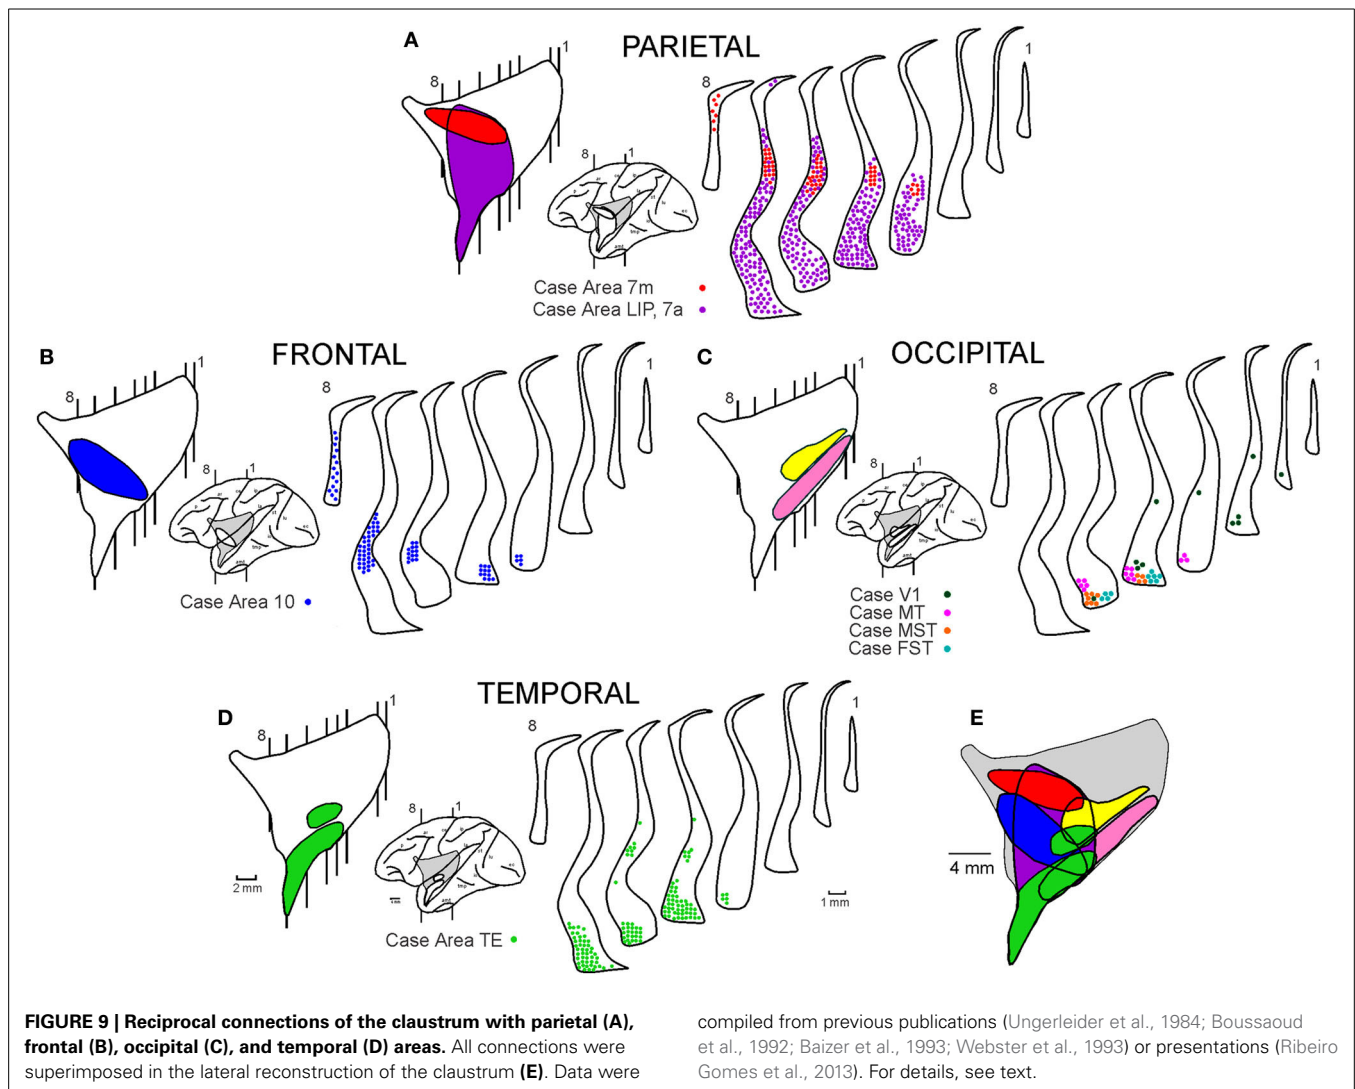 A
PARIETAL
8
1
8
1
8
1
Case Area 7m
Case Area LIP, 7a
B
FRONTAL
8
1
8
1
8
1
Case Area 10
C
OCCIPITAL
8
1
8
1
8
1
Case V1
Case MT
Case MST
Case FST
D
TEMPORAL
8
1
8
1
8
1
2 mm
Case Area TE
1 mm
E
4 mm
FIGURE 9 | Reciprocal connections of the claustrum with parietal (A),
frontal (B), occipital (C), and temporal (D) areas. All connections were
superimposed in the lateral reconstruction of the claustrum (E). Data were
compiled from previous publications (Ungerleider et al., 1984; Boussaoud
et al., 1992; Baizer et al., 1993; Webster et al., 1993) or presentations (Ribeiro
Gomes et al., 2013). For details, see text.